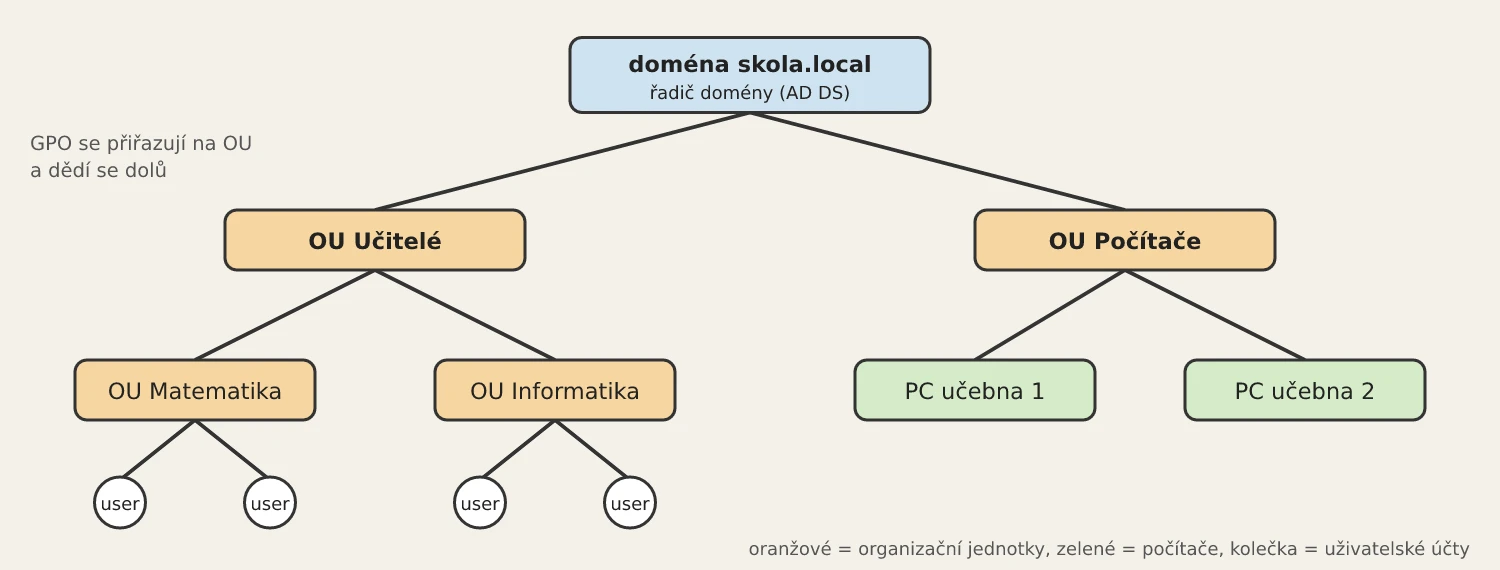 doména skola.local
řadič domény (AD DS)
GPO se přiřazují na OU
a dědí se dolů
OU Učitelé
OU Počítače
OU Matematika
OU Informatika
PC učebna 1
PC učebna 2
user
user
user
user
oranžové = organizační jednotky, zelené = počítače, kolečka = uživatelské účty